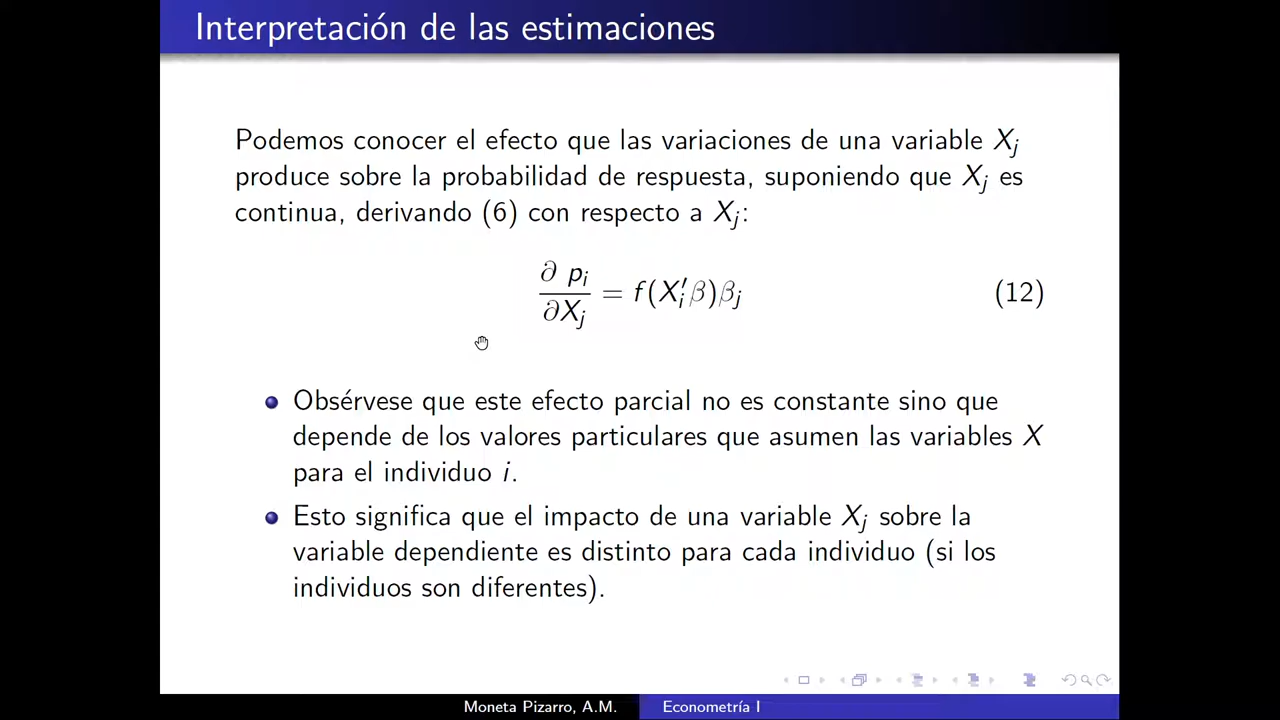 Interpretación de las estimaciones
Podemos conocer el efecto que las variaciones de una variable Xj
produce sobre la probabilidad de respuesta, suponiendo que Xj es
continua, derivando (6) con respecto a Xj:
∂ pi / ∂Xj = f(Xi′β)βj (12)
Obsérvese que este efecto parcial no es constante sino que
depende de los valores particulares que asumen las variables X
para el individuo i.
Esto significa que el impacto de una variable Xj sobre la
variable dependiente es distinto para cada individuo (si los
individuos son diferentes).
Moneta Pizarro, A.M. Econometría I